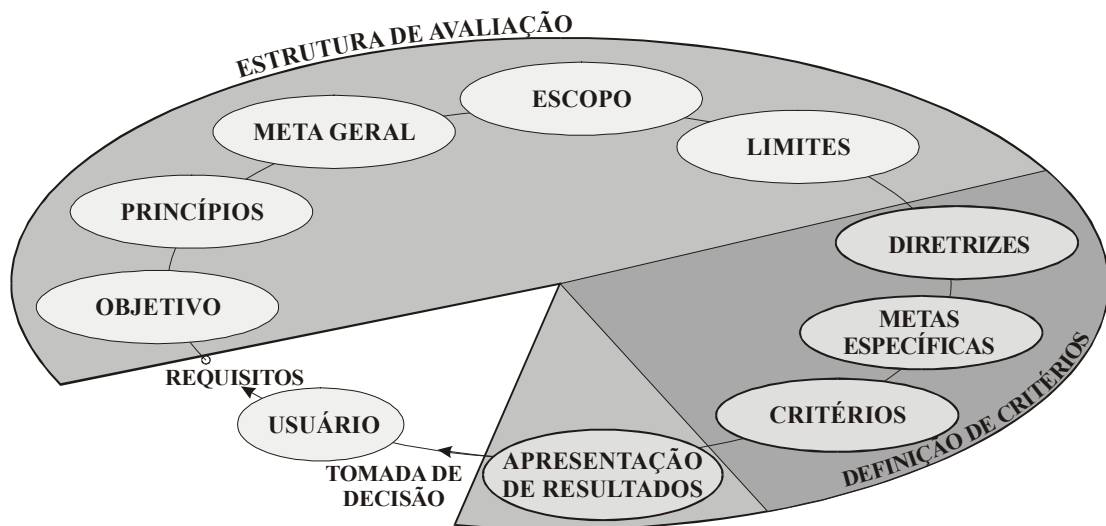 ESTRUTURA DE AVALIAÇÃO
ESCOPO
META GERAL
LIMITES
PRINCÍPIOS
DIRETRIZES
OBJETIVO
METAS
ESPECÍFICAS
REQUISITOS
USUÁRIO
CRITÉRIOS
DEFINIÇÃO DE CRITÉRIOS
TOMADA DE
DECISÃO
APRESENTAÇÃO
DE RESULTADOS